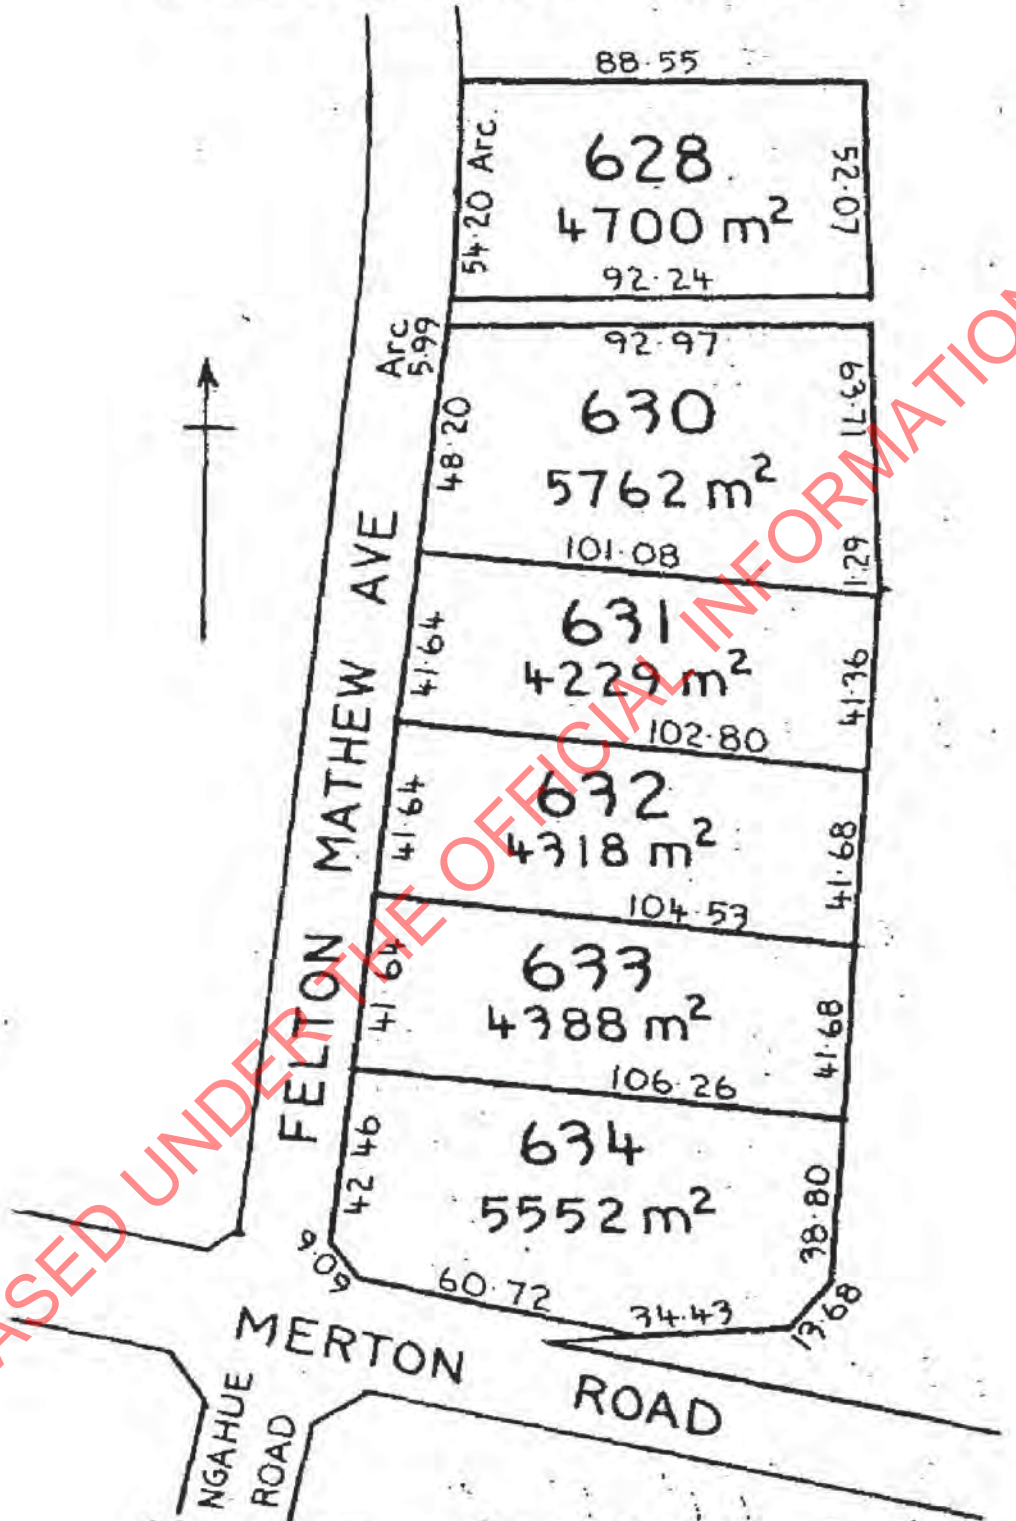 88·55
628
4700 m²
54·20 Arc.
52·07
92·24
Arc.
5·99
92·97
630
5762 m²
48·20
63·71
1·29
101·08
631
4229 m²
41·64
41·36
102·80
632
4318 m²
41·64
41·68
104·53
633
4388 m²
41·64
41·68
106·26
634
5552 m²
42 46
38·80
9·09
60·72
34·43
13·68
FELTON MATHEW AVE
MERTON ROAD
NGAHUE
ROAD
ASED UNDER THE OFFICIAL INFORMATION